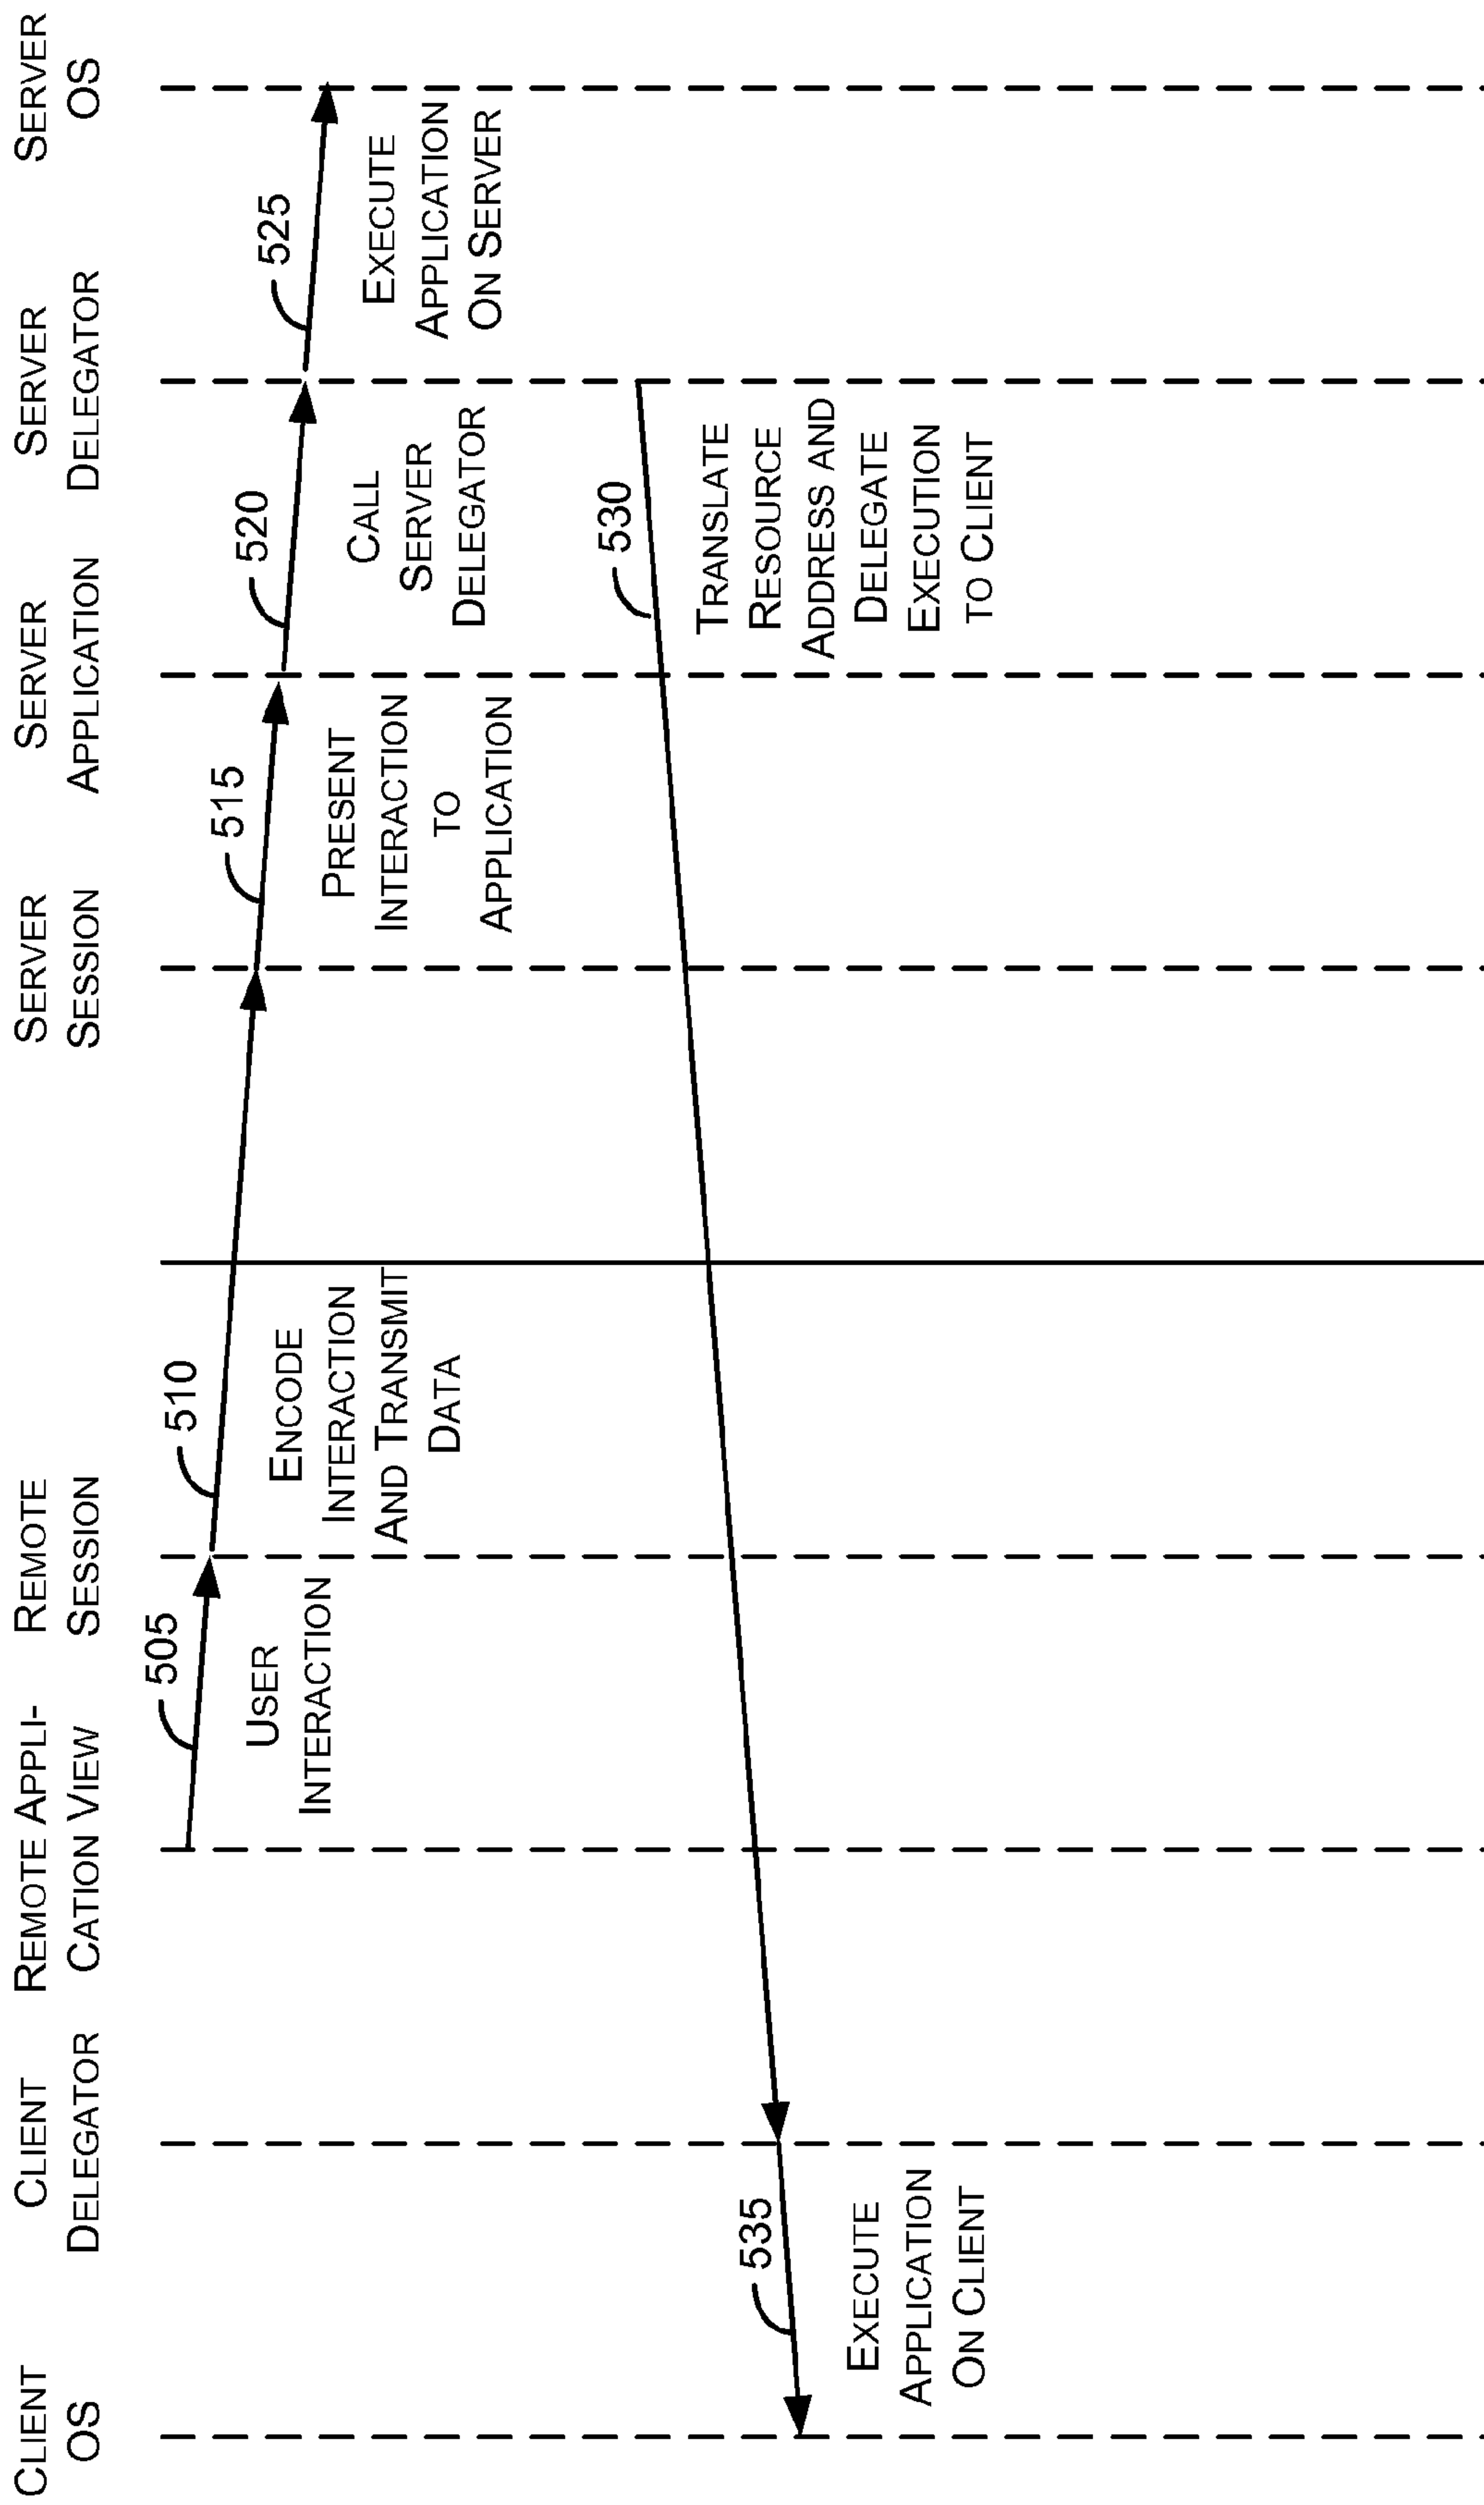 CLIENT
OS
CLIENT
DELEGATOR
REMOTE APPLI-
CATION VIEW
REMOTE
SESSION
SERVER
SESSION
SERVER
APPLICATION
SERVER
DELEGATOR
SERVER
OS
505
USER
INTERACTION
510
ENCODE
INTERACTION
AND TRANSMIT
DATA
515
PRESENT
INTERACTION
TO
APPLICATION
520
CALL
SERVER
DELEGATOR
525
EXECUTE
APPLICATION
ON SERVER
530
TRANSLATE
RESOURCE
ADDRESS AND
DELEGATE
EXECUTION
TO CLIENT
535
EXECUTE
APPLICATION
ON CLIENT